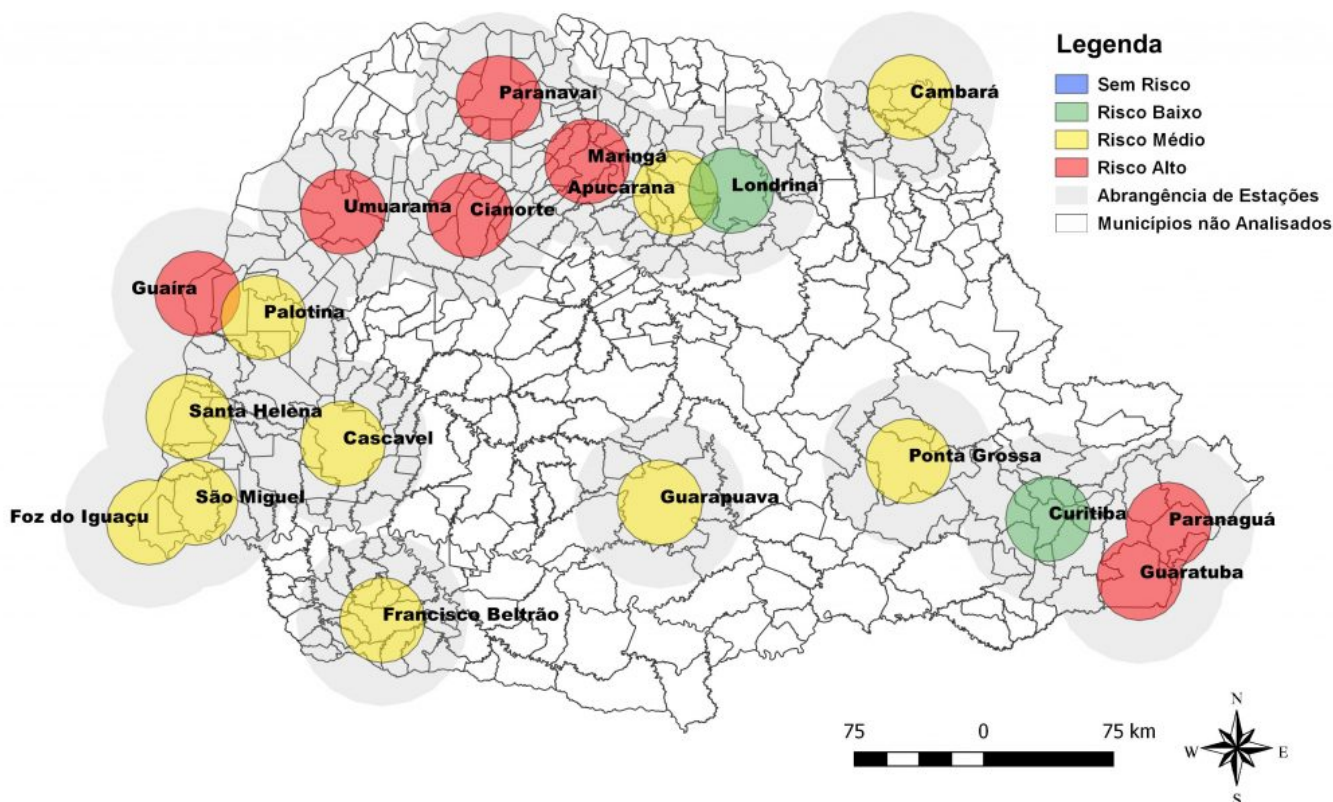 Legenda
Sem Risco
Risco Baixo
Risco Médio
Risco Alto
Abrangência de Estações
Municípios não Analisados
Paranavaí
Cambará
Maringá
Apucarana
Londrina
Umuarama
Cianorte
Guaíra
Palotina
Santa Helena
Cascavel
Ponta Grossa
São Miguel
Guarapuava
Foz do Iguaçu
Curitiba
Paranaguá
Guaratuba
Francisco Beltrão
75 0 75 km
N
W E
S